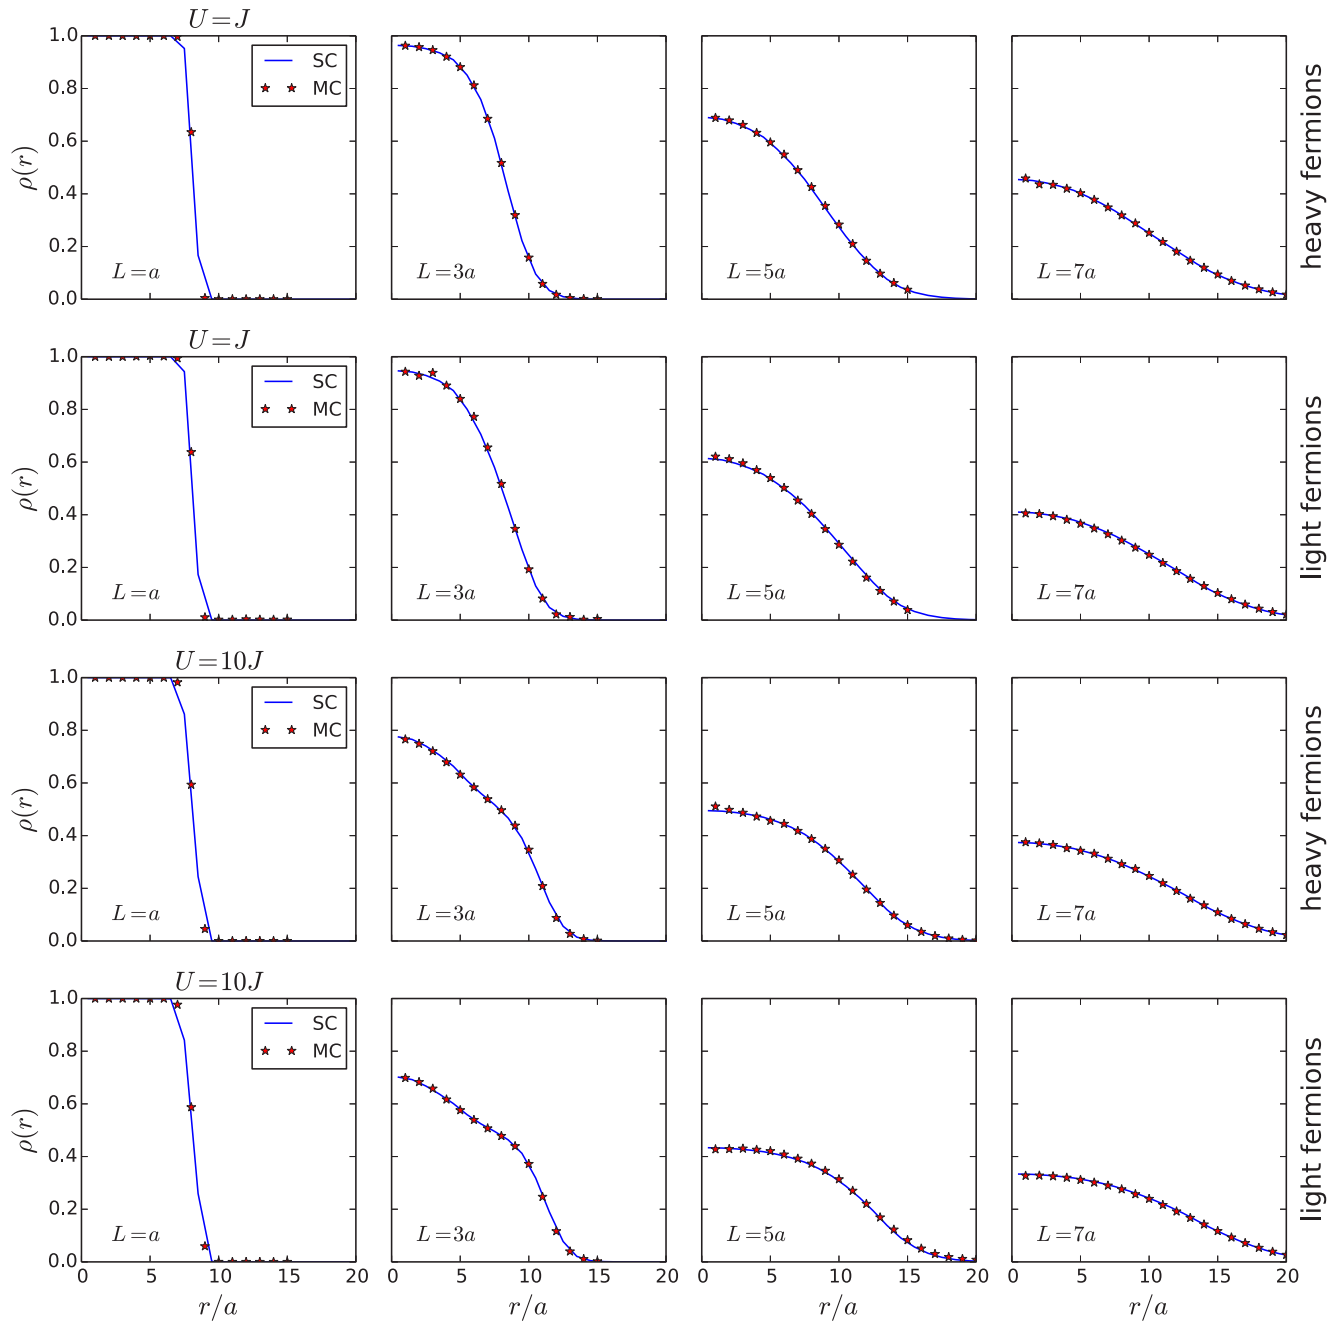 U=J
1.0
0.8
0.6
0.4
0.2
0.0
ρ(r)
SC
MC
L=a
L=3a
L=5a
L=7a
heavy fermions
U=J
1.0
0.8
0.6
0.4
0.2
0.0
ρ(r)
SC
MC
L=a
L=3a
L=5a
L=7a
light fermions
U=10J
1.0
0.8
0.6
0.4
0.2
0.0
ρ(r)
SC
MC
L=a
L=3a
L=5a
L=7a
heavy fermions
U=10J
1.0
0.8
0.6
0.4
0.2
0.0
ρ(r)
SC
MC
L=a
L=3a
L=5a
L=7a
light fermions
0 5 10 15 20
0 5 10 15 20
0 5 10 15 20
0 5 10 15 20
r/a
r/a
r/a
r/a